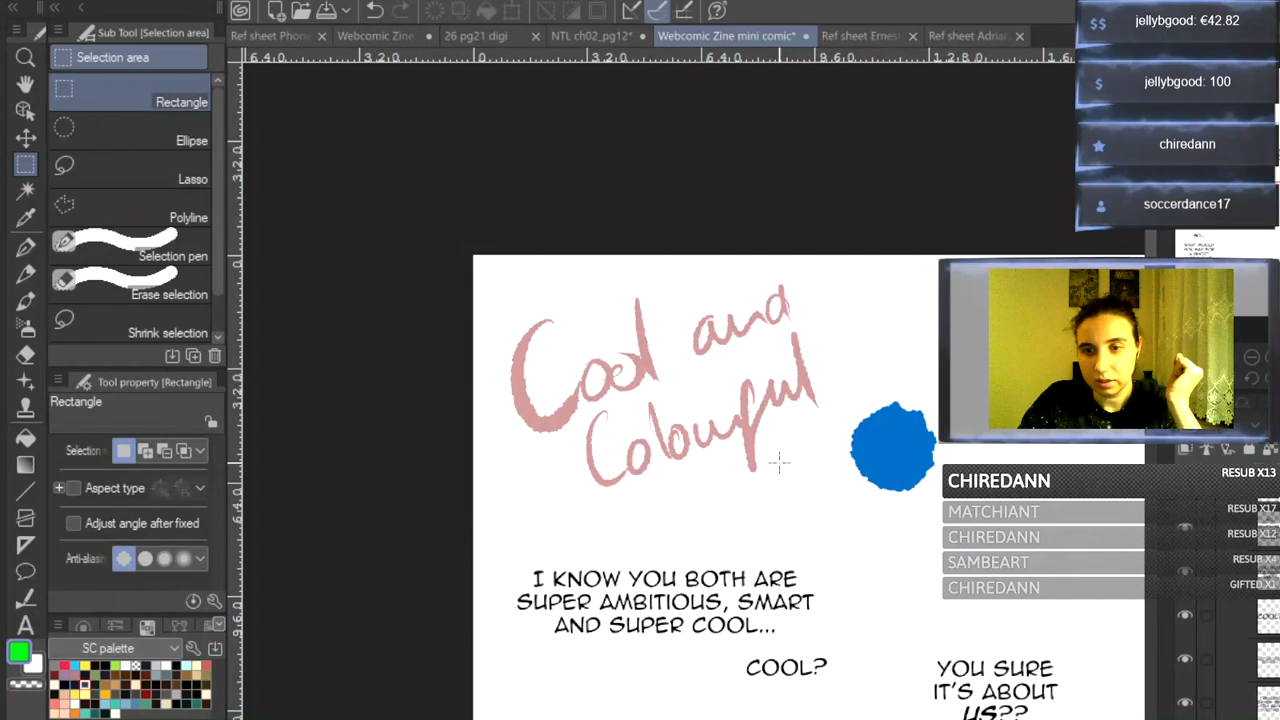 Sub Tool [Selection area]
Selection area
Rectangle
Ellipse
Lasso
Polyline
Selection pen
Erase selection
Shrink selection
Tool property [Rectangle]
Rectangle
Selection
Aspect type
Adjust angle after fixed
Anti-aliasing
SC palette
Ref sheet Phone
Webcomic Zine
26 pg21 digi
NTL ch02_pg12*
Webcomic Zine mini comic*
Ref sheet Ernes
Ref sheet Adrian
Cool and
Colourful
I KNOW YOU BOTH ARE
SUPER AMBITIOUS, SMART
AND SUPER COOL...
COOL?
YOU SURE
IT'S ABOUT
US??
jellybgood: €42.82
jellybgood: 100
chiredann
soccerdance17
CHIREDANN RESUB X13
MATCHIANT RESUB X17
CHIREDANN RESUB X12
SAMBEART RESUB X4
CHIREDANN GIFTED X1